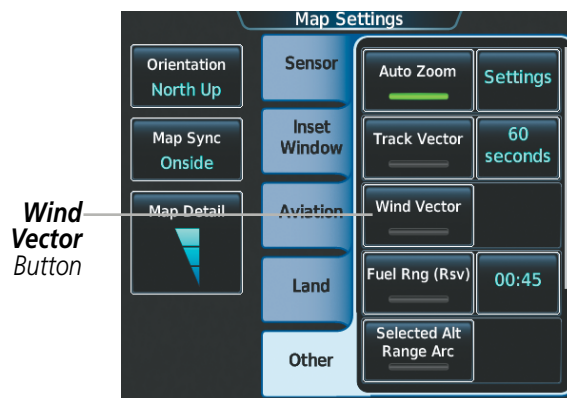 Map Settings
Orientation
North Up
Map Sync
Onside
Map Detail
Wind
Vector
Button
Sensor
Inset
Window
Aviation
Land
Other
Auto Zoom
Settings
Track Vector
60
seconds
Wind Vector
Fuel Rng (Rsv)
00:45
Selected Alt
Range Arc